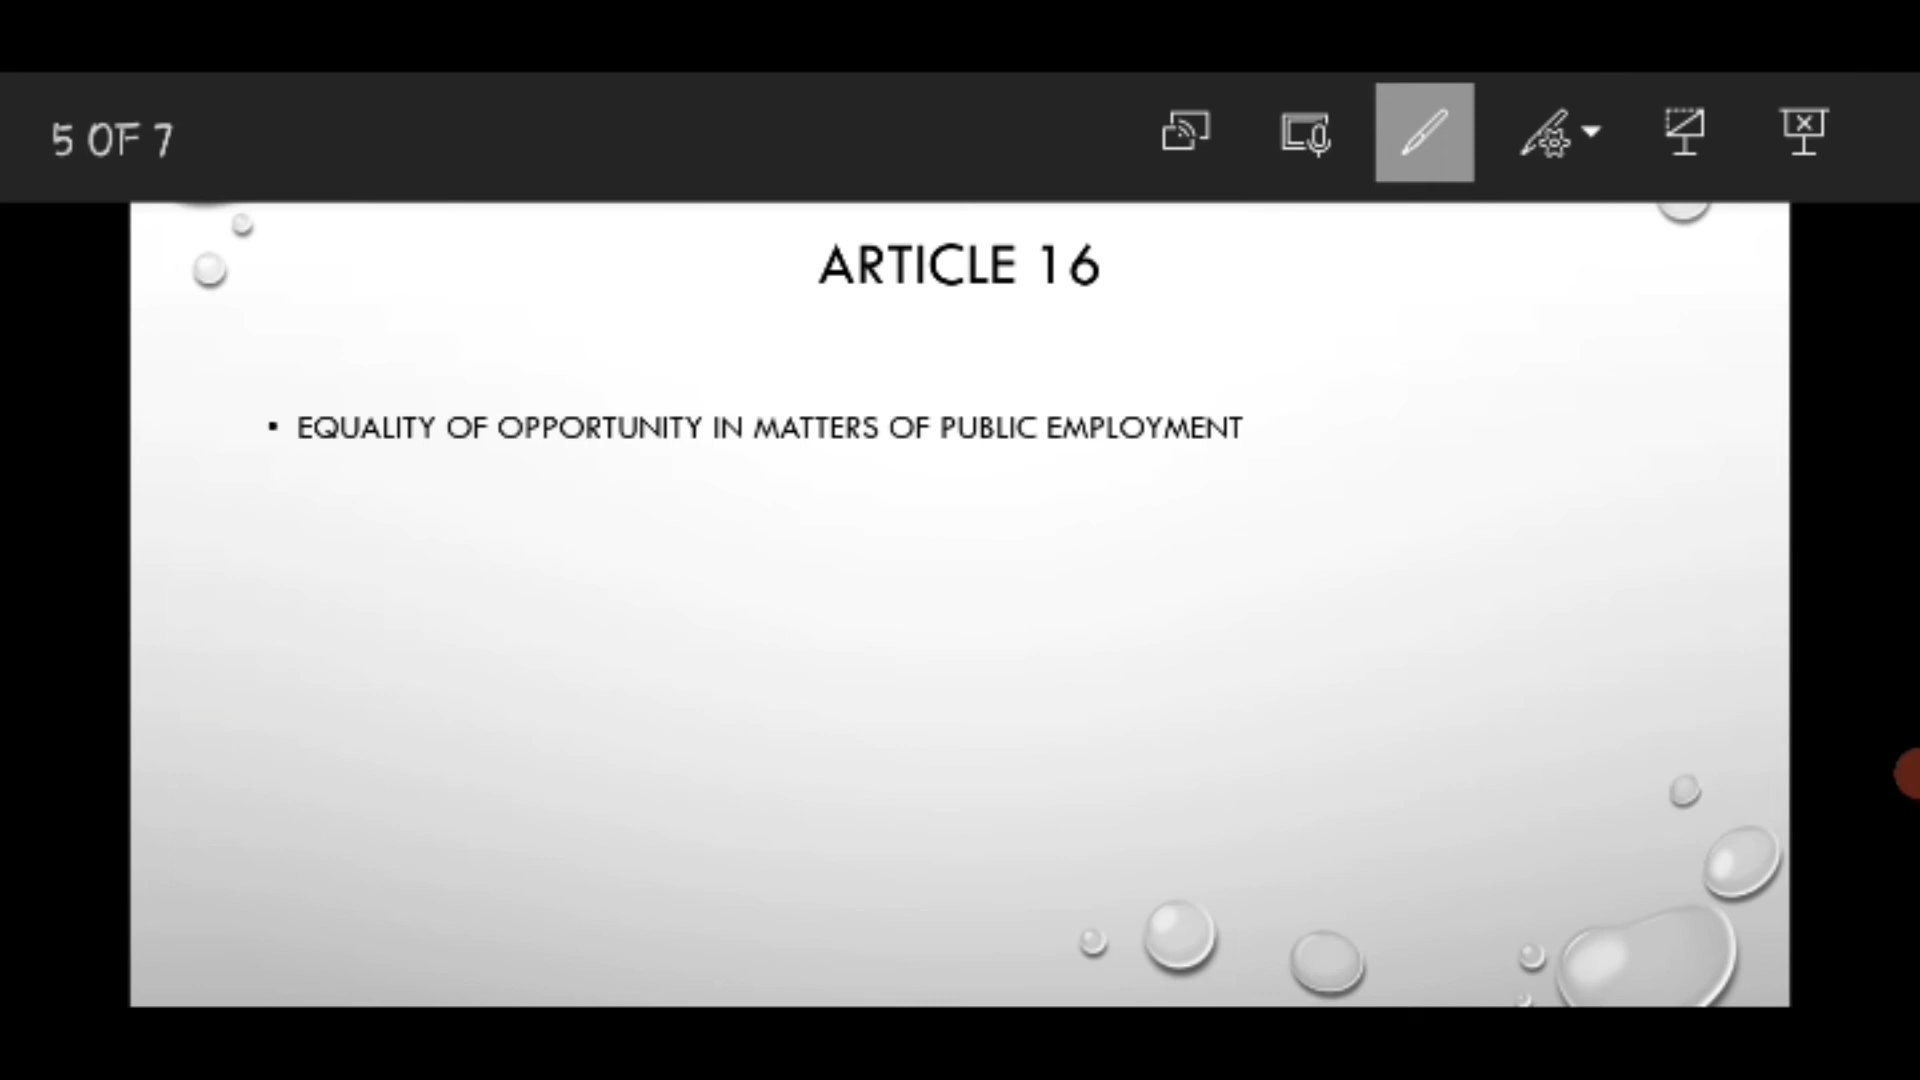 5 OF 7
ARTICLE 16
▪ EQUALITY OF OPPORTUNITY IN MATTERS OF PUBLIC EMPLOYMENT